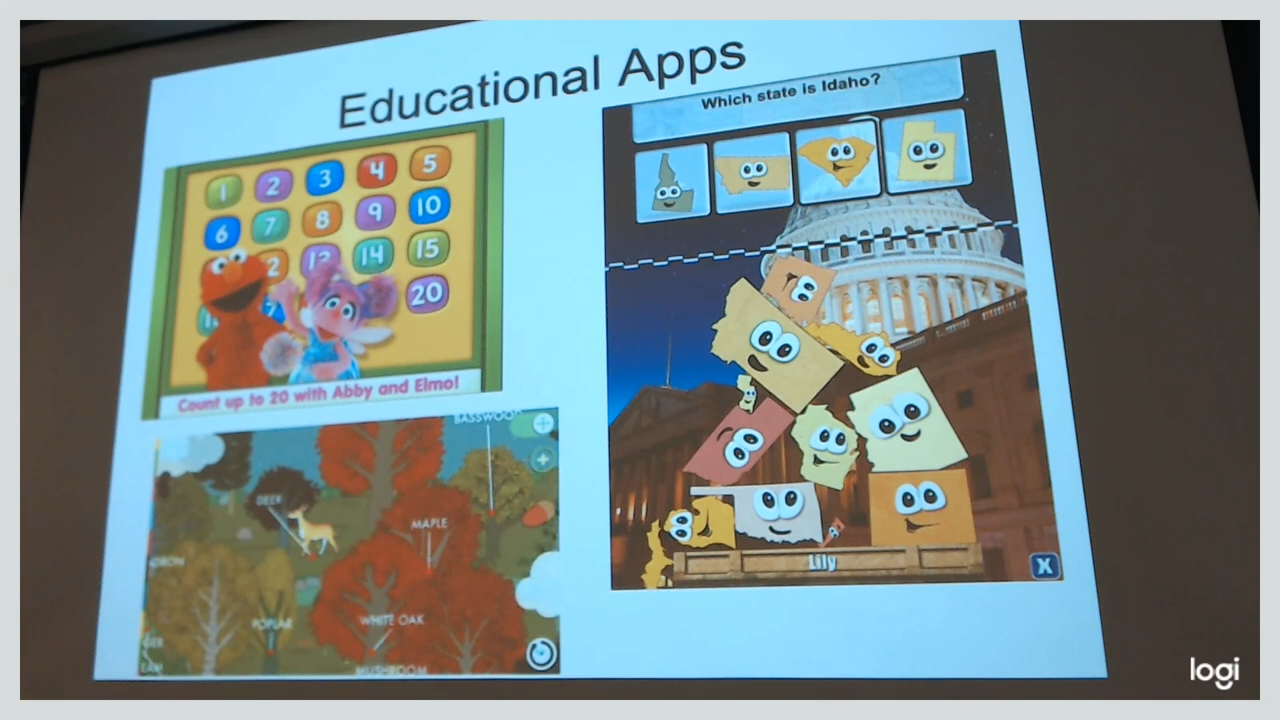 Educational Apps
1 2 3 4 5
6 7 8 9 10
14 15
20
Count up to 20 with Abby and Elmo!
Which state is Idaho?
Lily
X
BASSWOOD
DEER
MAPLE
POPLAR
WHITE OAK
MUSHROOM
logi